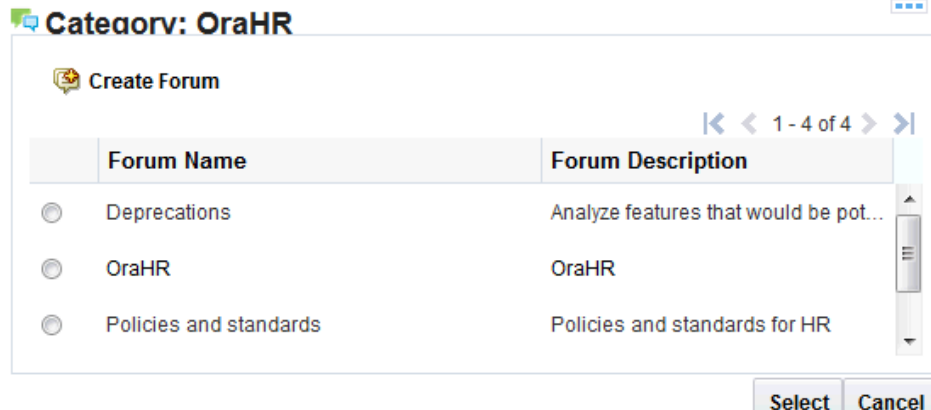 Category: OraHR
Create Forum
1 - 4 of 4
Forum Name Forum Description
Deprecations Analyze features that would be pot...
OraHR OraHR
Policies and standards Policies and standards for HR
Select Cancel